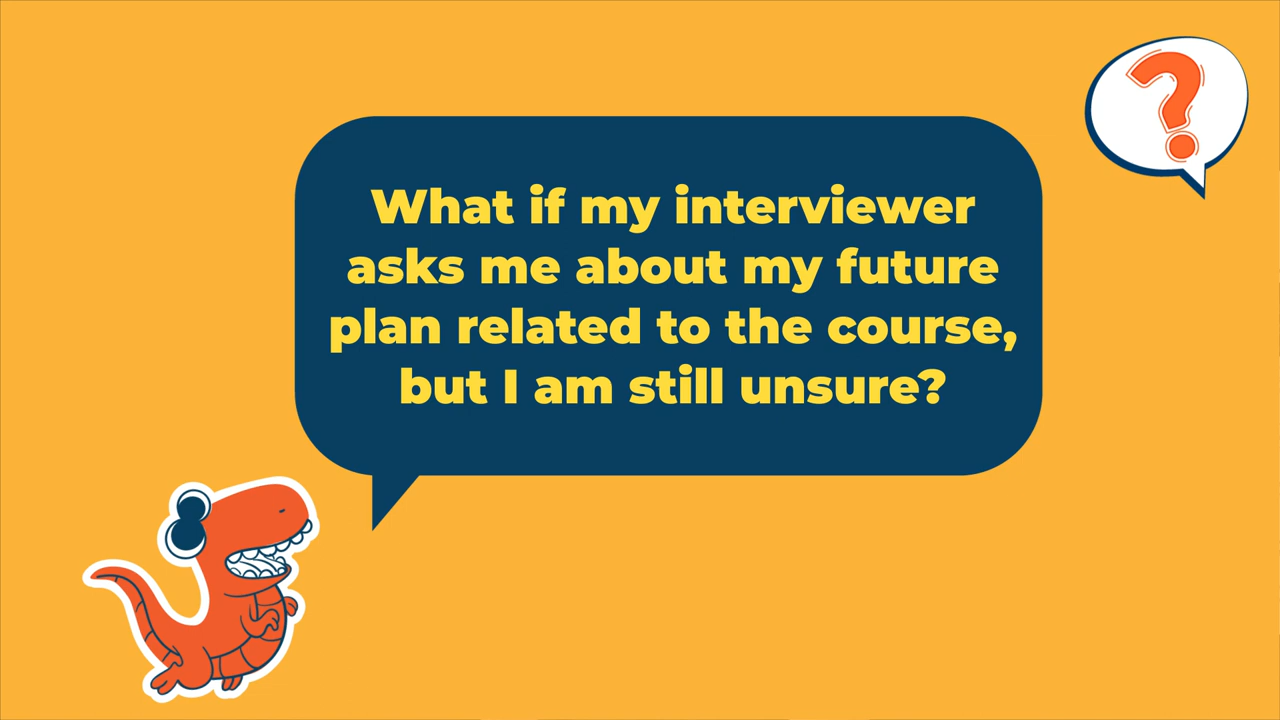 What if my interviewer
asks me about my future
plan related to the course,
but I am still unsure?
?